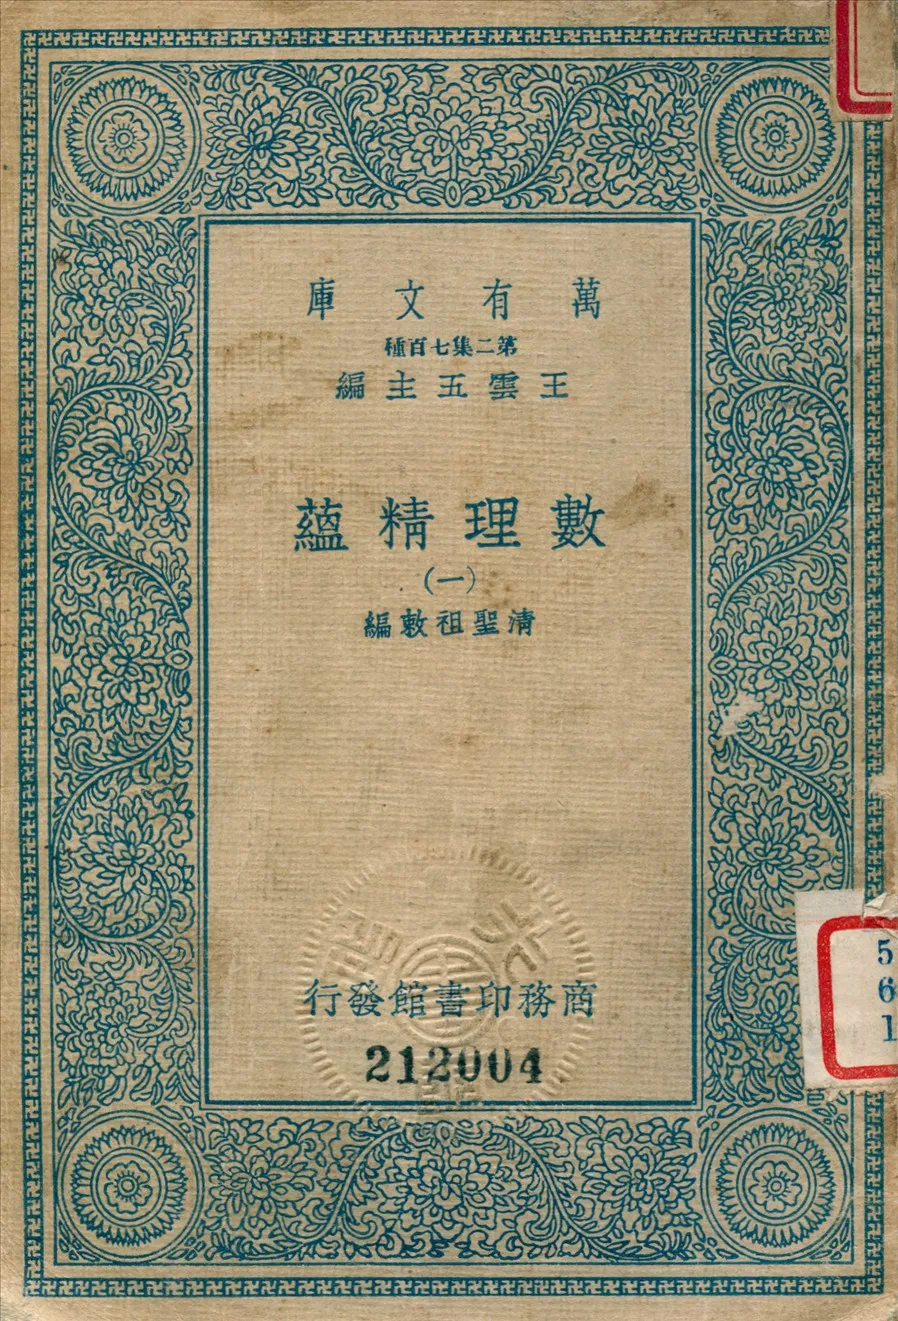 萬有文庫
第二集七百種
王雲五主編
數理精蘊
(一)
清聖祖敕編
商務印書館發行
212004
5
6
1